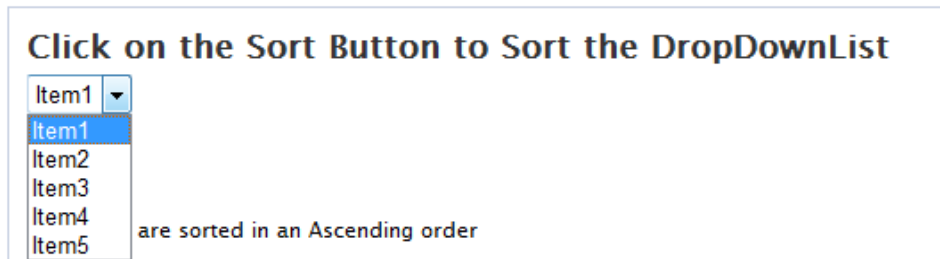 Click on the Sort Button to Sort the DropDownList
Item1
Item1
Item2
Item3
Item4
Item5
are sorted in an Ascending order